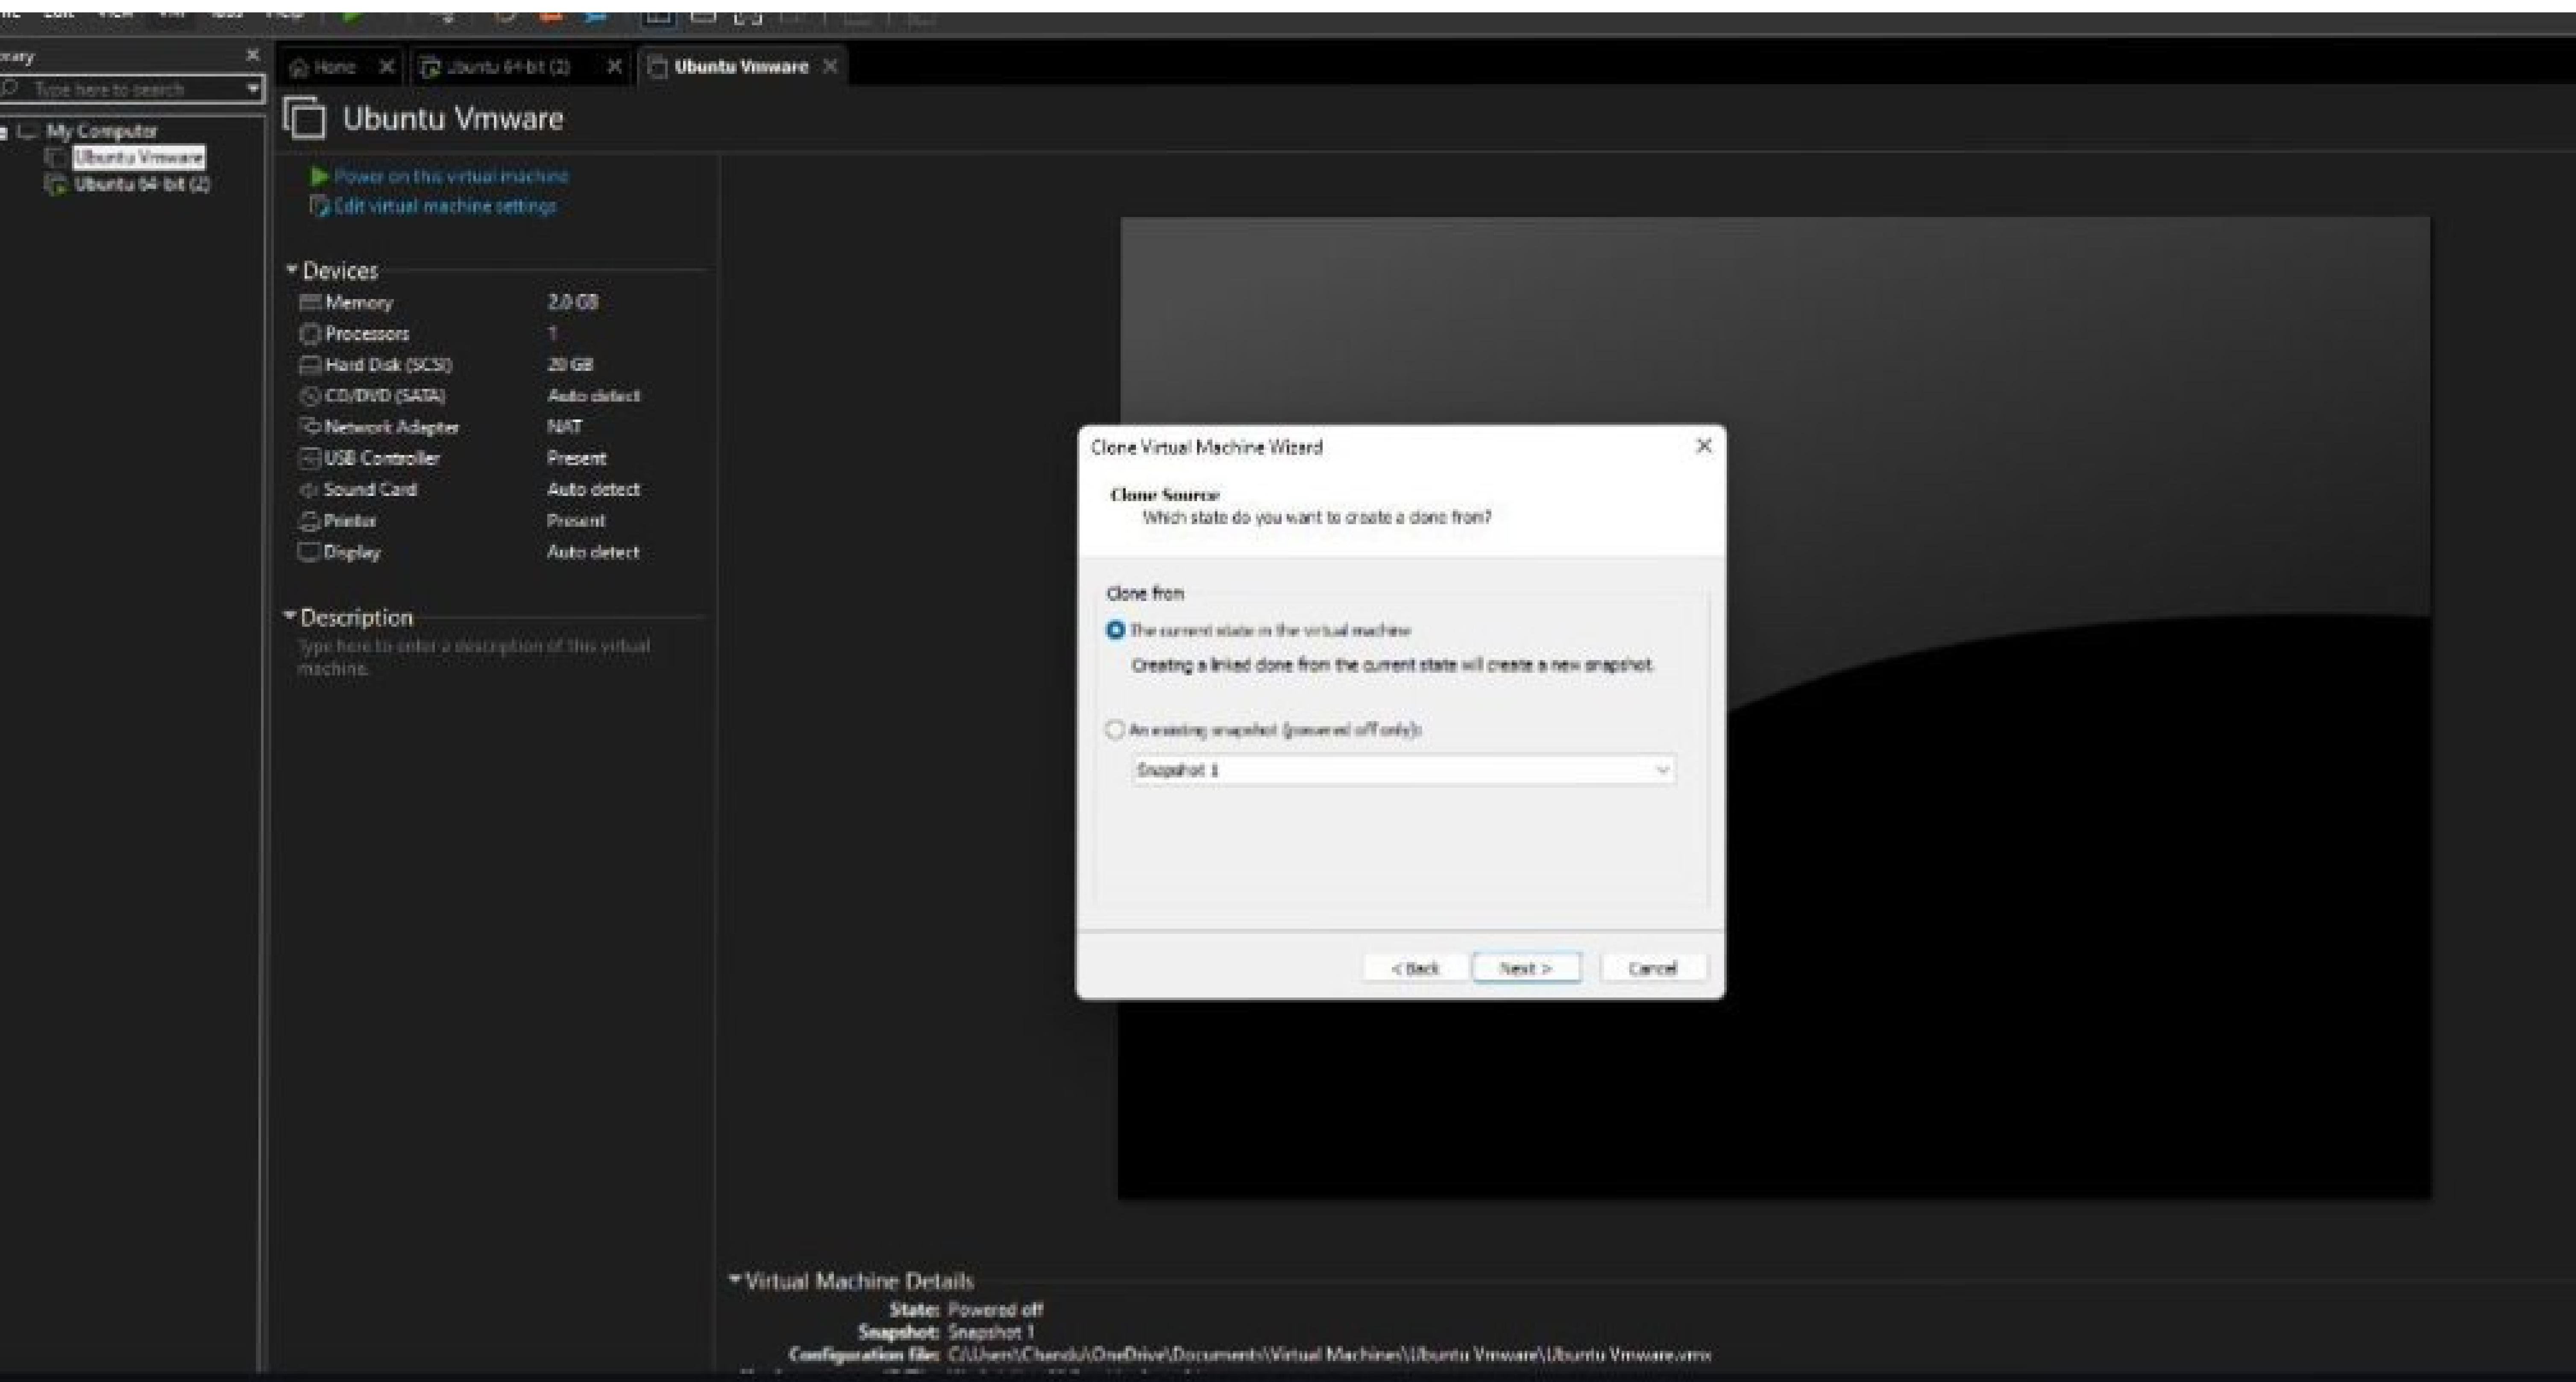 Home
Ubuntu 64-bit (2)
Ubuntu Vmware
Type here to search
My Computer
Ubuntu Vmware
Ubuntu 64-bit (2)
Ubuntu Vmware
Power on this virtual machine
Edit virtual machine settings
Devices
Memory 2.0 GB
Processors 1
Hard Disk (SCSI) 20 GB
CD/DVD (SATA) Auto detect
Network Adapter NAT
USB Controller Present
Sound Card Auto detect
Printer Present
Display Auto detect
Description
Type here to enter a description of this virtual
machine.
Clone Virtual Machine Wizard
Clone Source
Which state do you want to create a clone from?
Clone from
The current state in the virtual machine
Creating a linked clone from the current state will create a new snapshot.
An existing snapshot (powered off only):
Snapshot 1
< Back
Next >
Cancel
Virtual Machine Details
State: Powered off
Snapshot: Snapshot 1
Configuration file: C:\Users\Chandu\OneDrive\Documents\Virtual Machines\Ubuntu Vmware\Ubuntu Vmware.vmx